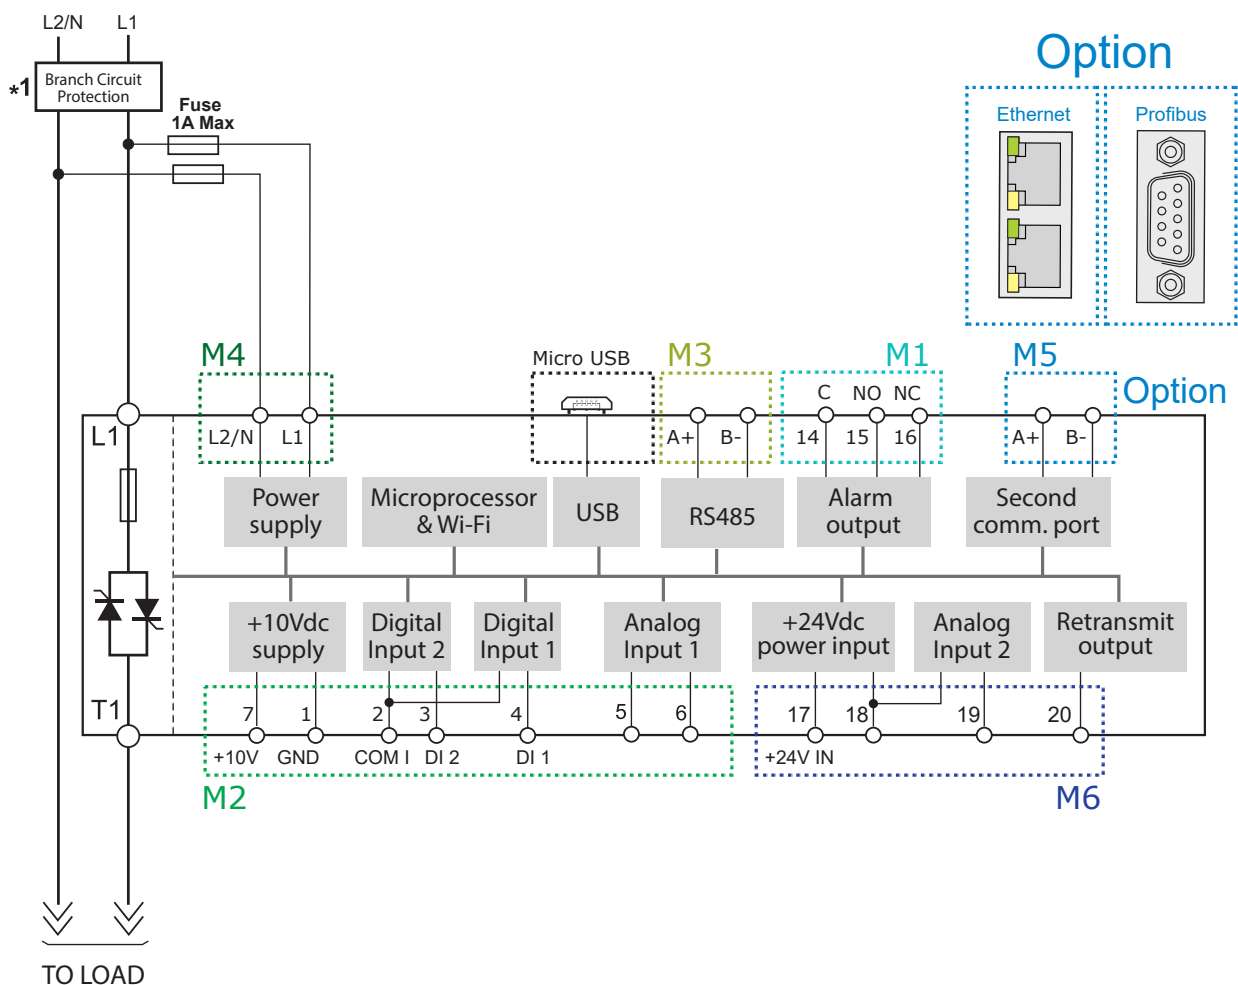 L2/N L1
Option
*1
Branch Circuit
Protection
Fuse
1A Max
Ethernet
Profibus
M4
Micro USB
M3
M1
M5
Option
C NO NC
L1
L2/N L1
A+ B-
14 15 16
A+ B-
Power
supply
Microprocessor
& Wi-Fi
USB
RS485
Alarm
output
Second
comm. port
+10Vdc
supply
Digital
Input 2
Digital
Input 1
Analog
Input 1
+24Vdc
power input
Analog
Input 2
Retransmit
output
T1
7 1 2 3 4 5 6 17 18 19 20
+10V GND COM I DI 2 DI 1 +24V IN
M2
M6
TO LOAD